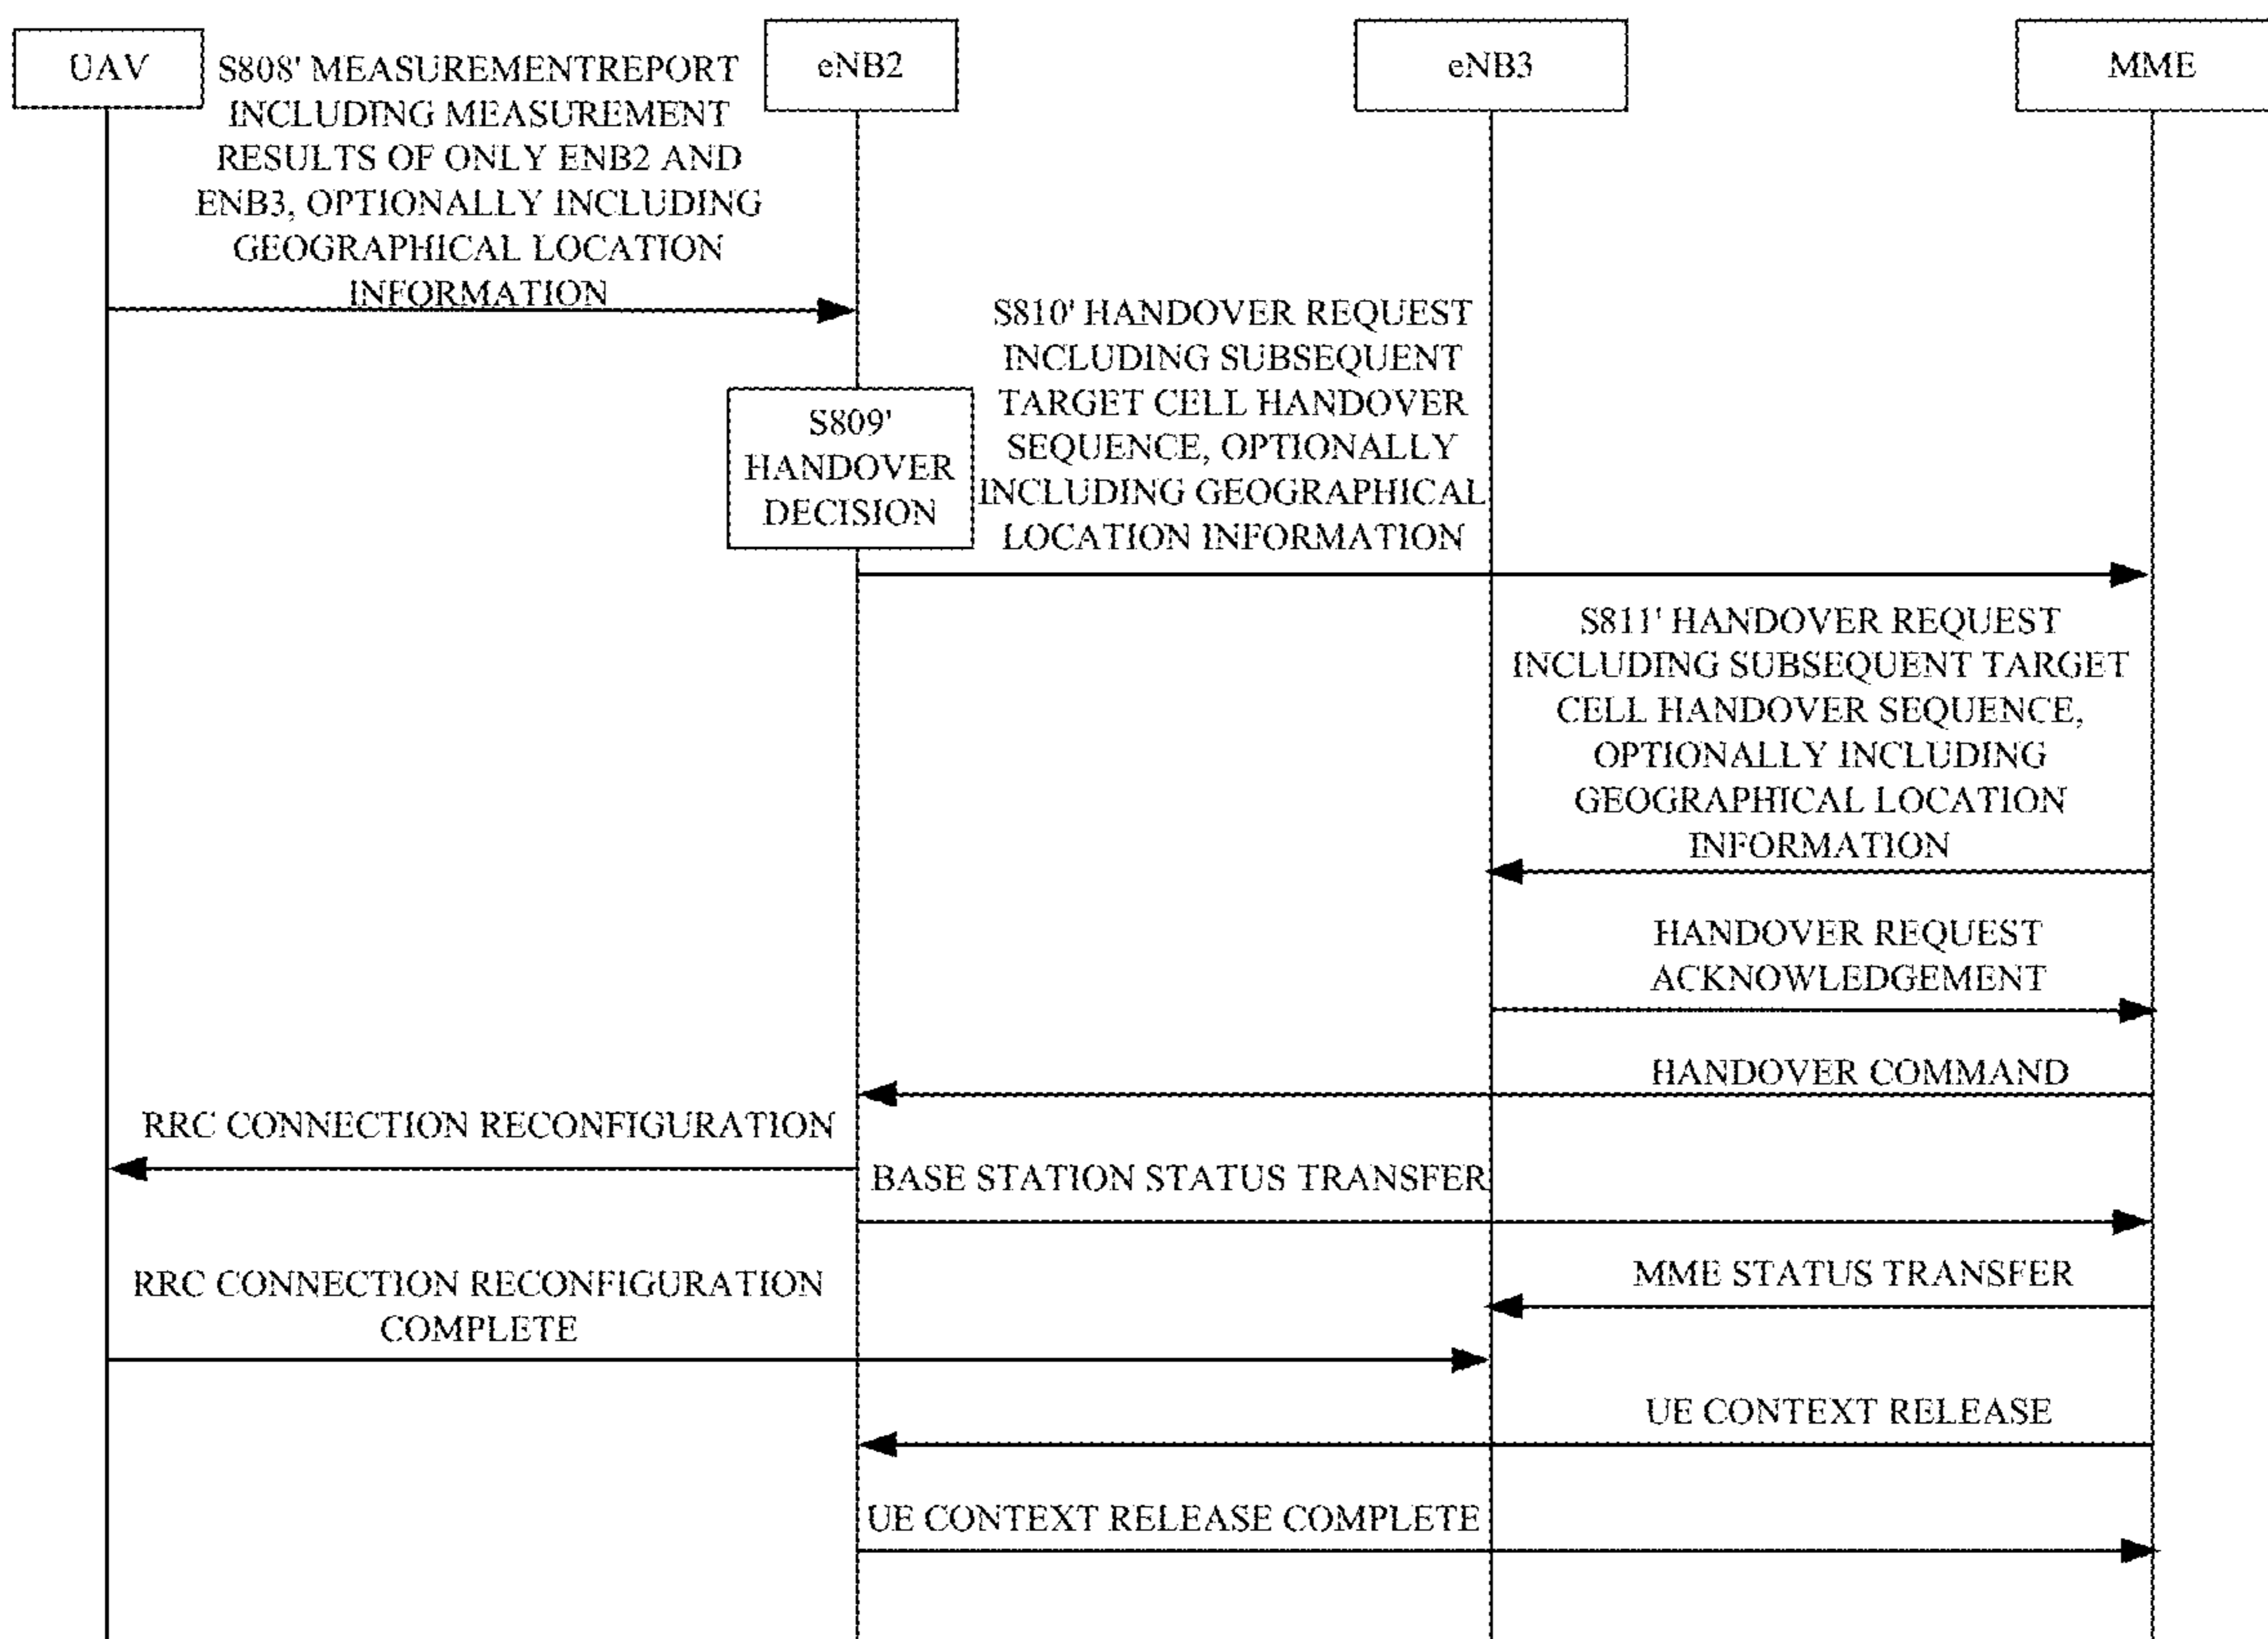 UAV
eNB2
eNB3
MME
S808' MEASUREMENTREPORT
INCLUDING MEASUREMENT
RESULTS OF ONLY ENB2 AND
ENB3, OPTIONALLY INCLUDING
GEOGRAPHICAL LOCATION
INFORMATION
S809'
HANDOVER
DECISION
S810' HANDOVER REQUEST
INCLUDING SUBSEQUENT
TARGET CELL HANDOVER
SEQUENCE, OPTIONALLY
INCLUDING GEOGRAPHICAL
LOCATION INFORMATION
S811' HANDOVER REQUEST
INCLUDING SUBSEQUENT TARGET
CELL HANDOVER SEQUENCE,
OPTIONALLY INCLUDING
GEOGRAPHICAL LOCATION
INFORMATION
HANDOVER REQUEST
ACKNOWLEDGEMENT
HANDOVER COMMAND
RRC CONNECTION RECONFIGURATION
BASE STATION STATUS TRANSFER
MME STATUS TRANSFER
RRC CONNECTION RECONFIGURATION
COMPLETE
UE CONTEXT RELEASE
UE CONTEXT RELEASE COMPLETE